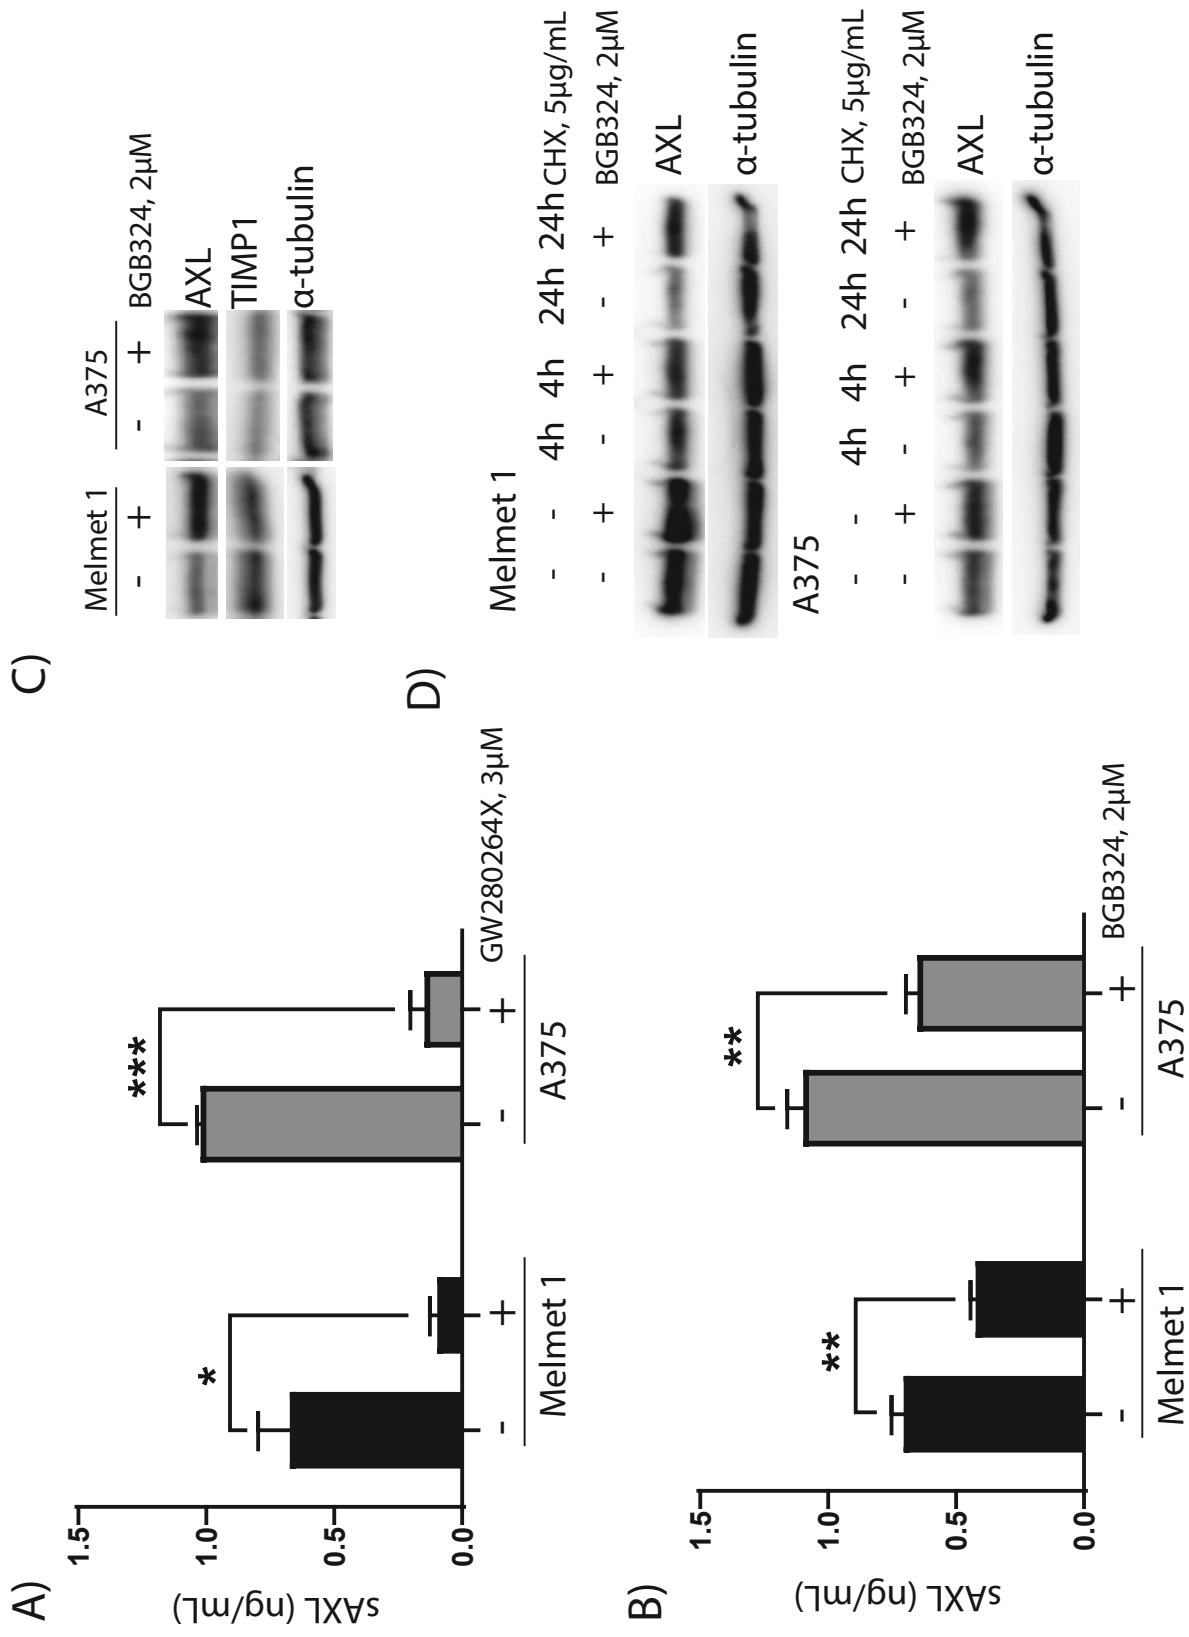 A)
sAXL (ng/mL)
1.5
1.0
0.5
0.0
*
***
- + - + GW280264X, 3µM
Melmet 1 A375
B)
sAXL (ng/mL)
1.5
1.0
0.5
0.0
**
**
- + - + BGB324, 2µM
Melmet 1 A375
C)
Melmet 1 A375
- + - + BGB324, 2µM
AXL
TIMP1
α-tubulin
D)
Melmet 1
- - 4h 4h 24h 24h CHX, 5µg/mL
- + - + - + BGB324, 2µM
AXL
α-tubulin
A375
- - 4h 4h 24h 24h CHX, 5µg/mL
- + - + - + BGB324, 2µM
AXL
α-tubulin